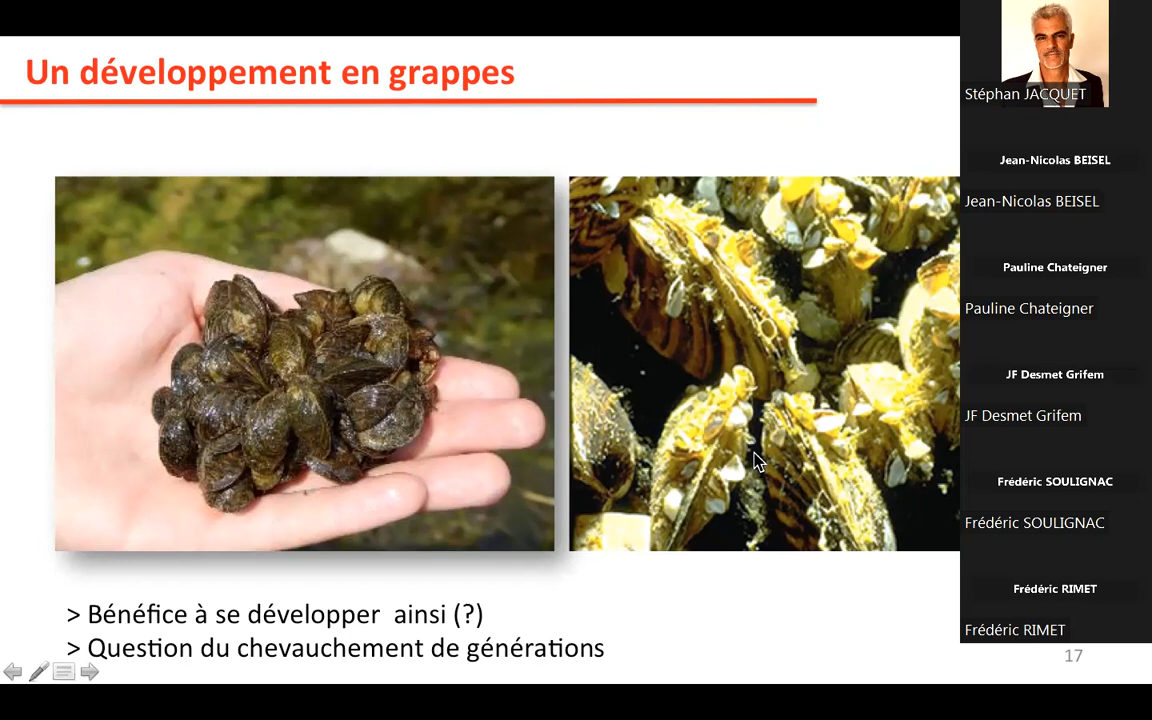 Un développement en grappes
> Bénéfice à se développer ainsi (?)
> Question du chevauchement de générations
17
Stéphan JACQUET
Jean-Nicolas BEISEL
Jean-Nicolas BEISEL
Pauline Chateigner
Pauline Chateigner
JF Desmet Grifem
JF Desmet Grifem
Frédéric SOULIGNAC
Frédéric SOULIGNAC
Frédéric RIMET
Frédéric RIMET